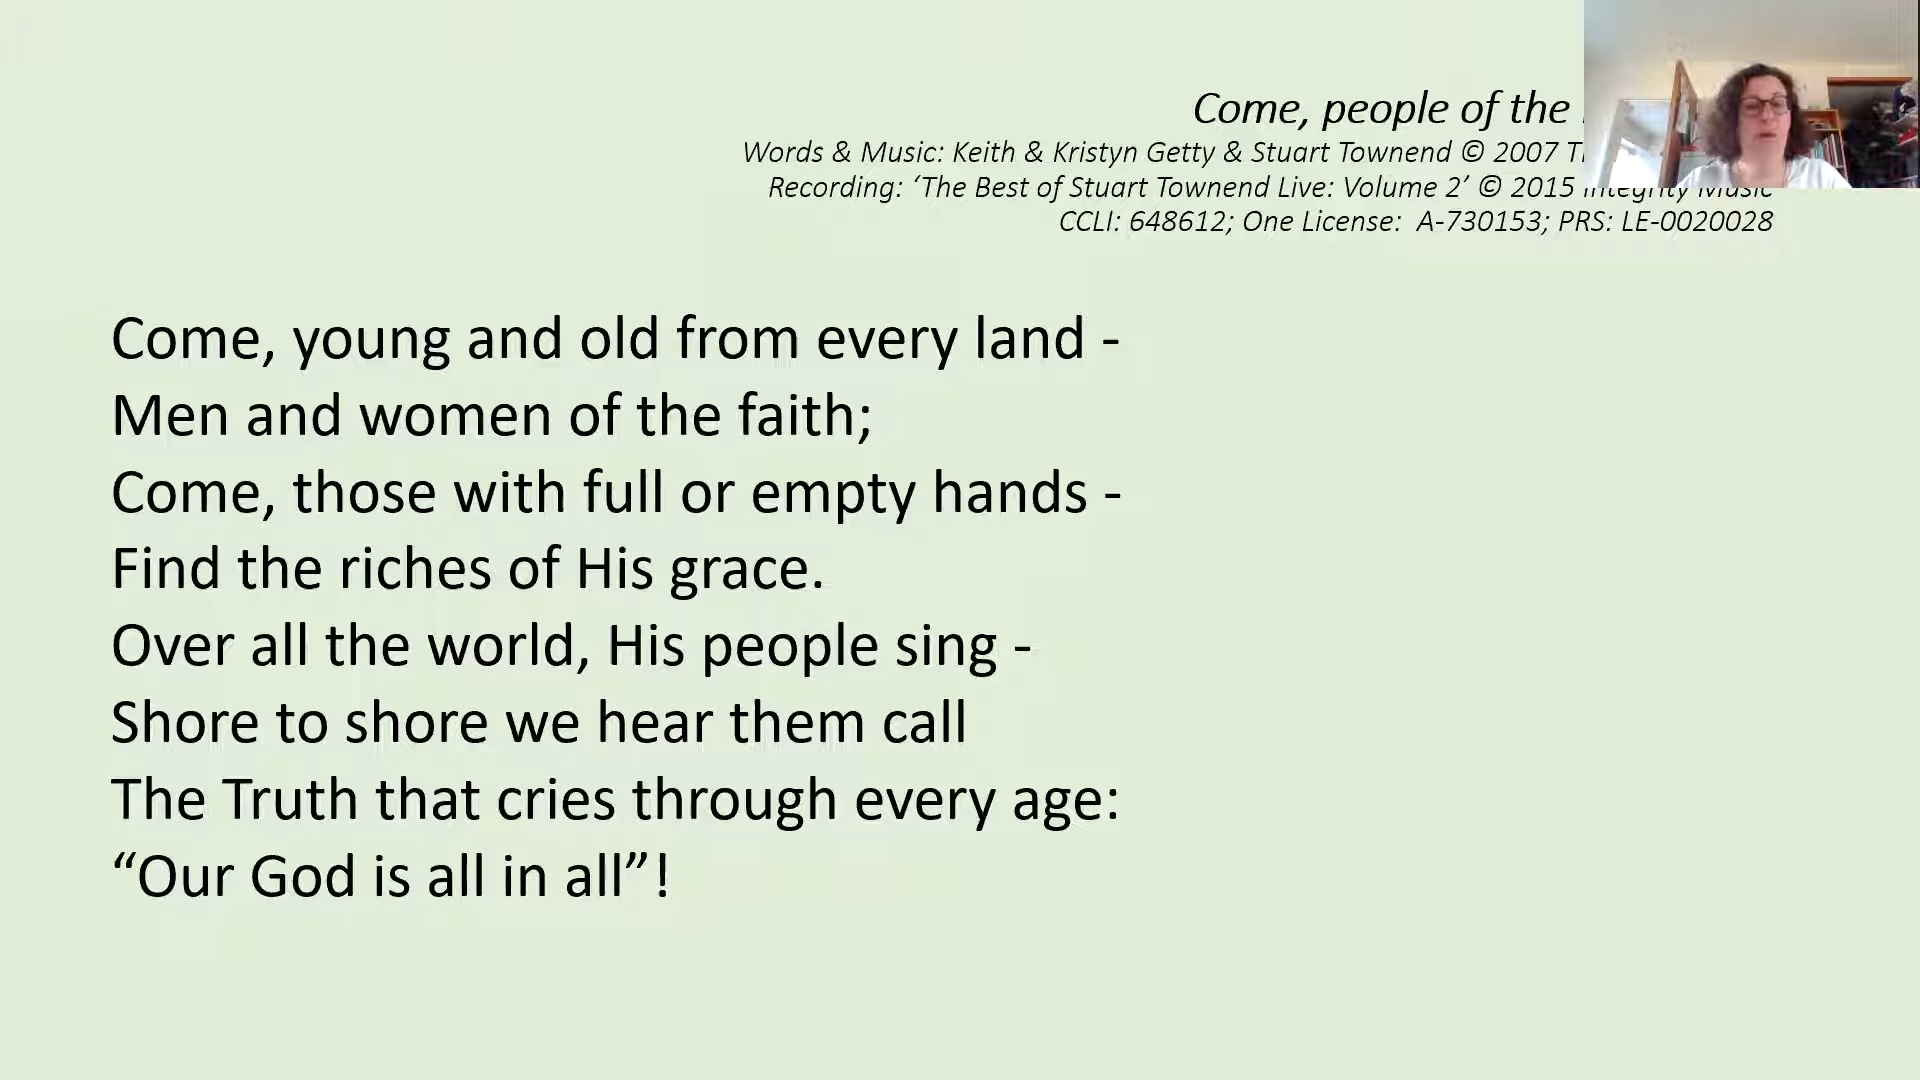 Come, people of the
Words & Music: Keith & Kristyn Getty & Stuart Townend © 2007
Recording: ‘The Best of Stuart Townend Live: Volume 2’ © 2015 Integrity Music
CCLI: 648612; One License:  A-730153; PRS: LE-0020028
Come, young and old from every land -
Men and women of the faith;
Come, those with full or empty hands -
Find the riches of His grace.
Over all the world, His people sing -
Shore to shore we hear them call
The Truth that cries through every age:
“Our God is all in all”!